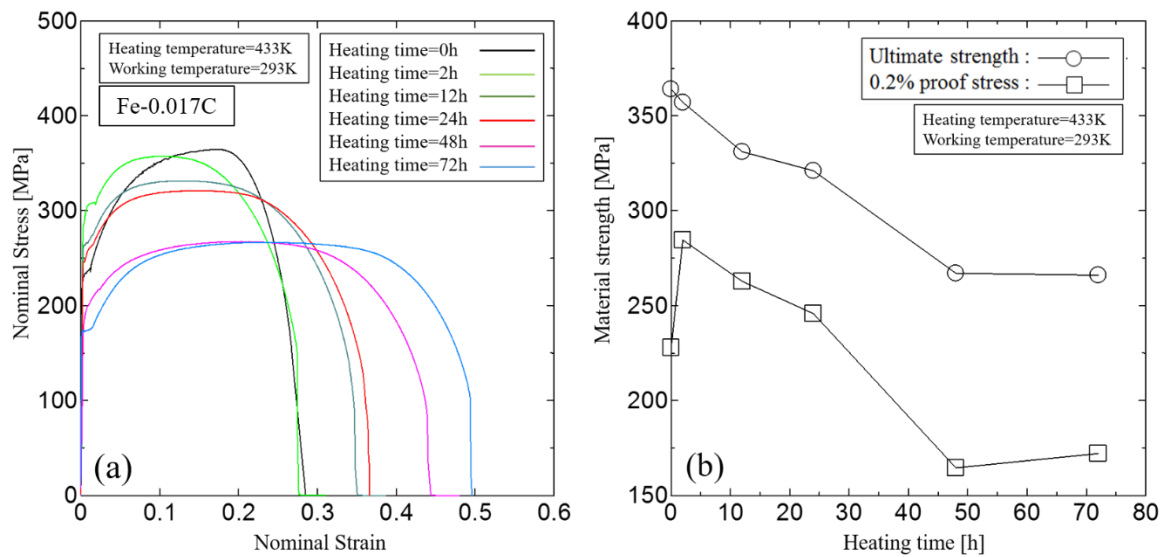 500
400
300
200
100
0
Nominal Stress [MPa]
Heating temperature=433K
Working temperature=293K
Fe-0.017C
Heating time=0h
Heating time=2h
Heating time=12h
Heating time=24h
Heating time=48h
Heating time=72h
(a)
0 0.1 0.2 0.3 0.4 0.5 0.6
Nominal Strain
400
350
300
250
200
150
Material strength [MPa]
Ultimate strength :
0.2% proof stress :
Heating temperature=433K
Working temperature=293K
(b)
0 10 20 30 40 50 60 70 80
Heating time [h]